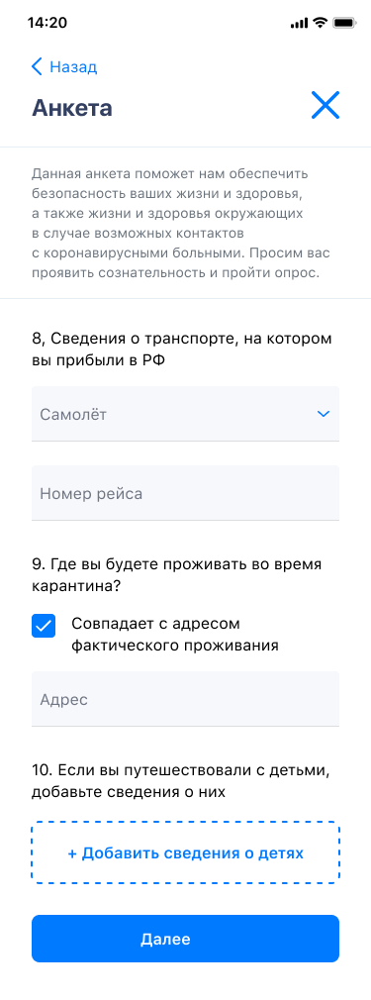 14:20
Назад
Анкета
Данная анкета поможет нам обеспечить
безопасность ваших жизни и здоровья,
а также жизни и здоровья окружающих
в случае возможных контактов
с коронавирусными больными. Просим вас
проявить сознательность и пройти опрос.
8, Сведения о транспорте, на котором
вы прибыли в РФ
Самолёт
Номер рейса
9. Где вы будете проживать во время
карантина?
Совпадает с адресом
фактического проживания
Адрес
10. Если вы путешествовали с детьми,
добавьте сведения о них
+ Добавить сведения о детях
Далее